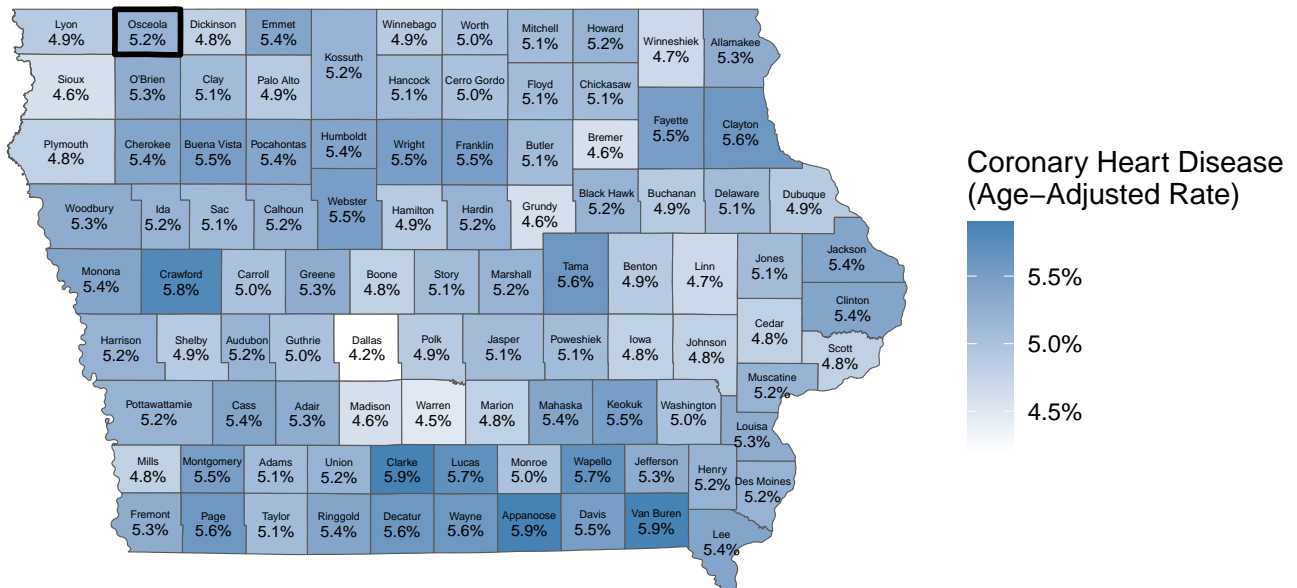 Lyon
4.9%
Osceola
5.2%
Dickinson
4.8%
Emmet
5.4%
Kossuth
5.2%
Winnebago
4.9%
Worth
5.0%
Mitchell
5.1%
Howard
5.2%
Winneshiek
4.7%
Allamakee
5.3%
Sioux
4.6%
O'Brien
5.3%
Clay
5.1%
Palo Alto
4.9%
Hancock
5.1%
Cerro Gordo
5.0%
Floyd
5.1%
Chickasaw
5.1%
Fayette
5.5%
Clayton
5.6%
Plymouth
4.8%
Cherokee
5.4%
Buena Vista
5.5%
Pocahontas
5.4%
Humboldt
5.4%
Wright
5.5%
Franklin
5.5%
Butler
5.1%
Bremer
4.6%
Woodbury
5.3%
Ida
5.2%
Sac
5.1%
Calhoun
5.2%
Webster
5.5%
Hamilton
4.9%
Hardin
5.2%
Grundy
4.6%
Black Hawk
5.2%
Buchanan
4.9%
Delaware
5.1%
Dubuque
4.9%
Monona
5.4%
Crawford
5.8%
Carroll
5.0%
Greene
5.3%
Boone
4.8%
Story
5.1%
Marshall
5.2%
Tama
5.6%
Benton
4.9%
Linn
4.7%
Jones
5.1%
Jackson
5.4%
Clinton
5.4%
Harrison
5.2%
Shelby
4.9%
Audubon
5.2%
Guthrie
5.0%
Dallas
4.2%
Polk
4.9%
Jasper
5.1%
Poweshiek
5.1%
Iowa
4.8%
Johnson
4.8%
Cedar
4.8%
Scott
4.8%
Muscatine
5.2%
Pottawattamie
5.2%
Cass
5.4%
Adair
5.3%
Madison
4.6%
Warren
4.5%
Marion
4.8%
Mahaska
5.4%
Keokuk
5.5%
Washington
5.0%
Louisa
5.3%
Mills
4.8%
Montgomery
5.5%
Adams
5.1%
Union
5.2%
Clarke
5.9%
Lucas
5.7%
Monroe
5.0%
Wapello
5.7%
Jefferson
5.3%
Henry
5.2%
Des Moines
5.2%
Fremont
5.3%
Page
5.6%
Taylor
5.1%
Ringgold
5.4%
Decatur
5.6%
Wayne
5.6%
Appanoose
5.9%
Davis
5.5%
Van Buren
5.9%
Lee
5.4%
Coronary Heart Disease
(Age−Adjusted Rate)
5.5%
5.0%
4.5%